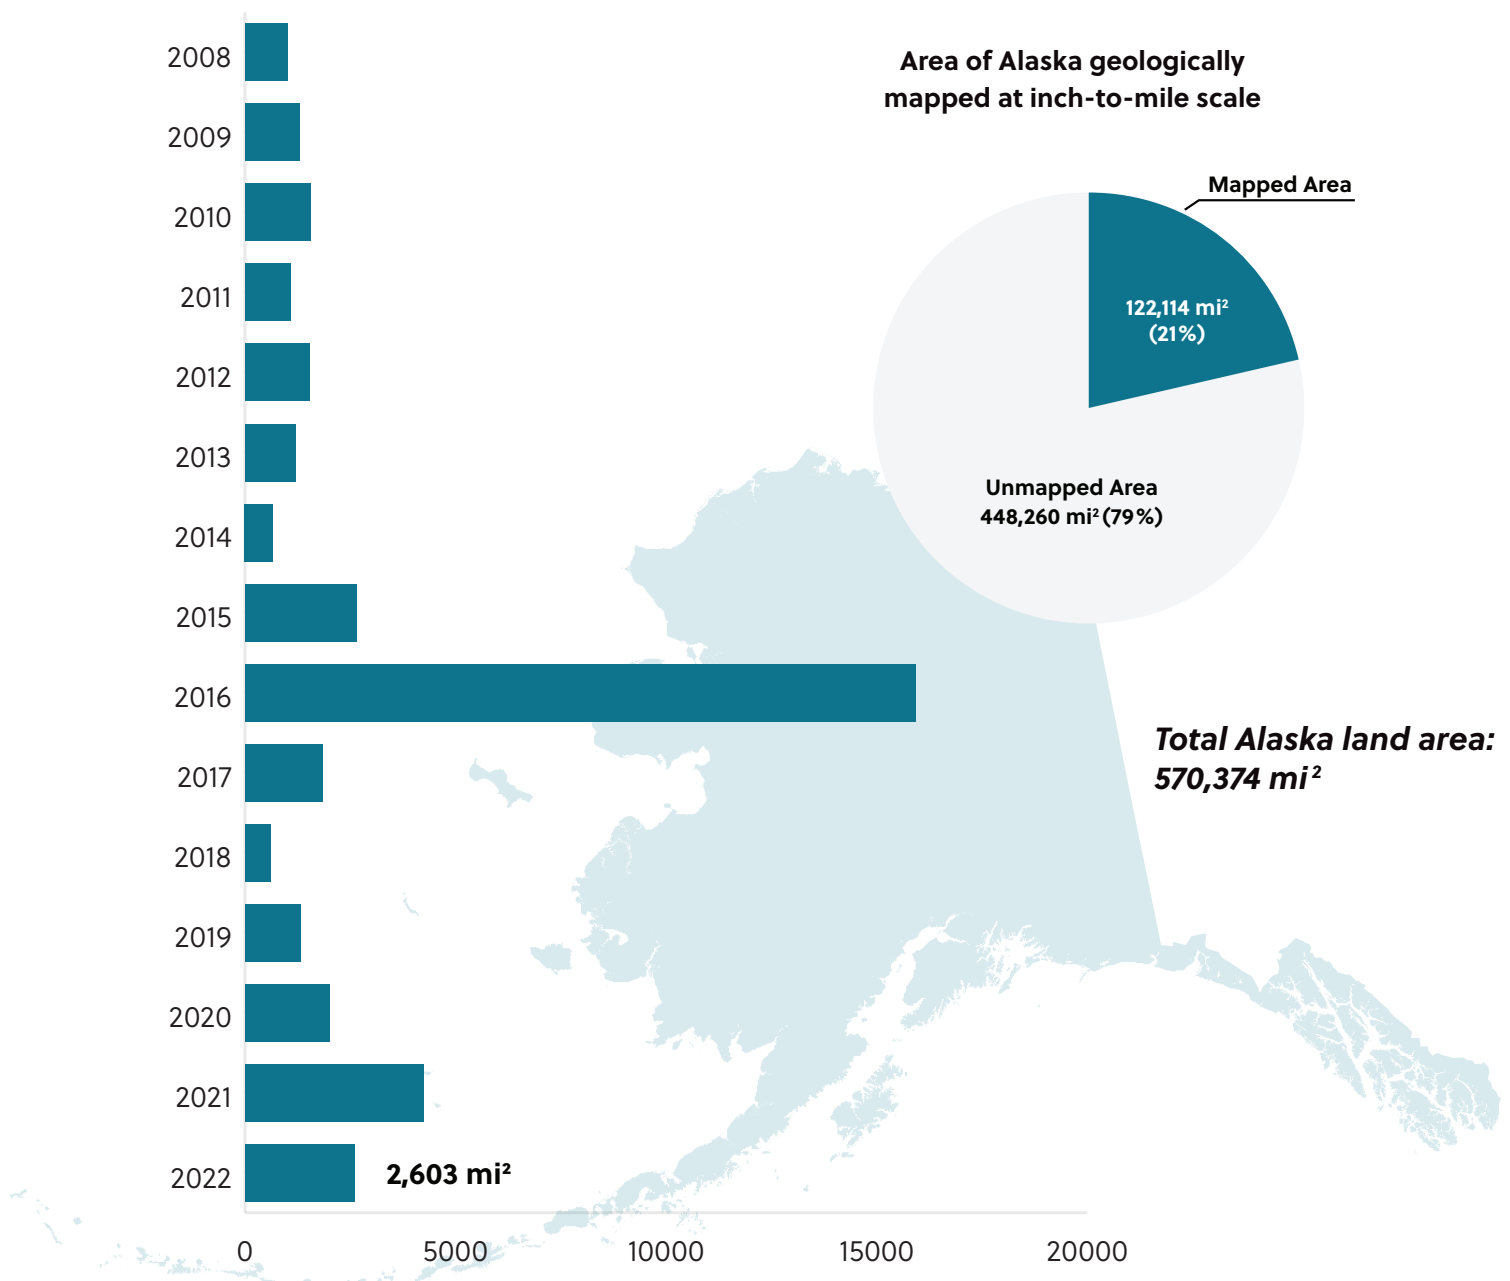 2008
2009
2010
2011
2012
2013
2014
2015
2016
2017
2018
2019
2020
2021
2022
2,603 mi²
0
5000
10000
15000
20000
Area of Alaska geologically
mapped at inch-to-mile scale
Mapped Area
122,114 mi²
(21%)
Unmapped Area
448,260 mi² (79%)
Total Alaska land area:
570,374 mi²